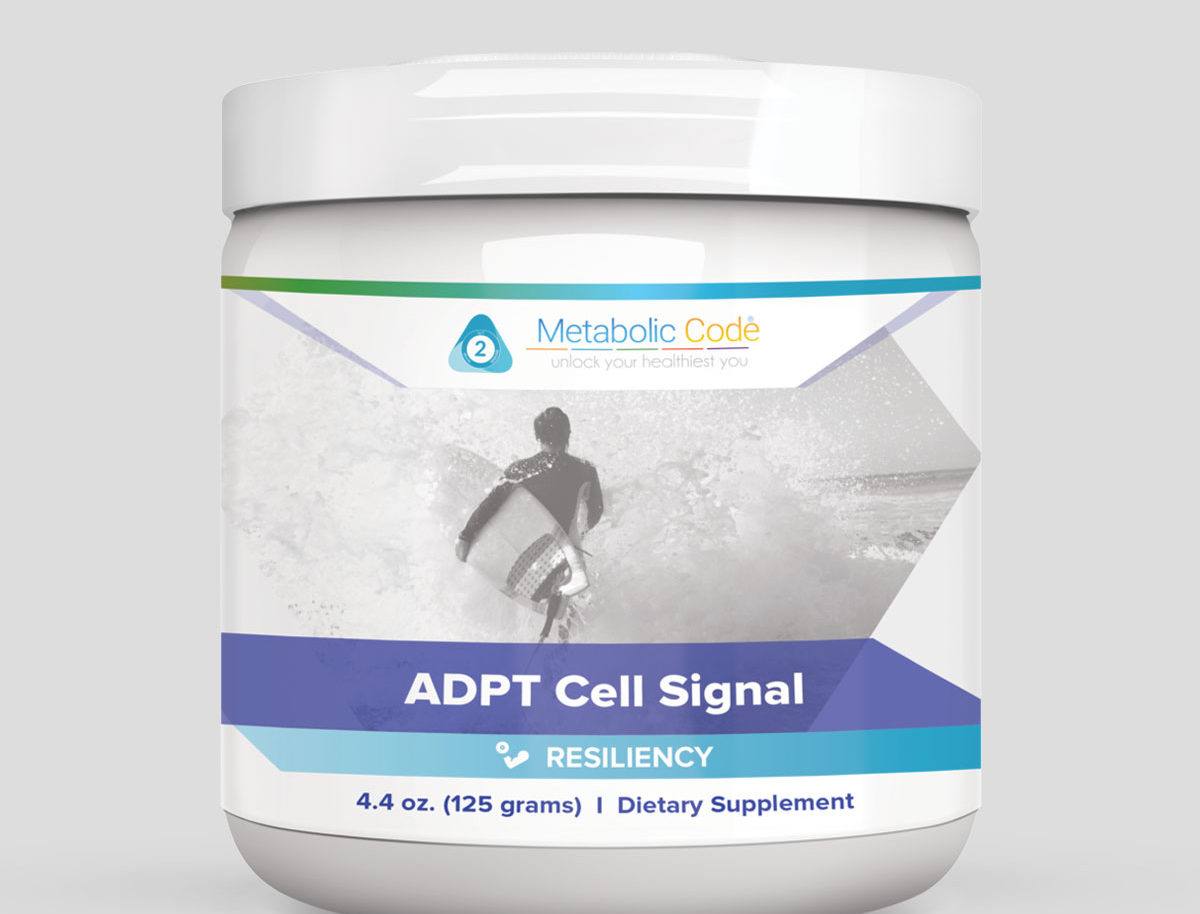 2
Metabolic Code®
unlock your healthiest you
ADPT Cell Signal
RESILIENCY
4.4 oz. (125 grams) | Dietary Supplement